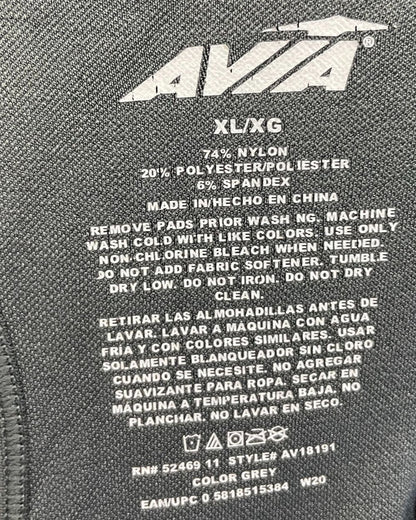 AVIA®
XL/XG
74% NYLON
20% POLYESTER/POLIESTER
6% SPANDEX
MADE IN/HECHO EN CHINA
REMOVE PADS PRIOR WASH NG. MACHINE
WASH COLD WITH LIKE COLORS. USE ONLY
NON-CHLORINE BLEACH WHEN NEEDED.
DO NOT ADD FABRIC SOFTENER. TUMBLE
DRY LOW. DO NOT IRON. DO NOT DRY
CLEAN.
RETIRAR LAS ALMOHADILLAS ANTES DE
LAVAR. LAVAR A MÁQUINA CON AGUA
FRÍA Y CON COLORES SIMILARES. USAR
SOLAMENTE BLANQUEADOR SIN CLORO
CUANDO SE NECESITE. NO AGREGAR
SUAVIZANTE PARA ROPA. SECAR EN
MÁQUINA A TEMPERATURA BAJA. NO
PLANCHAR. NO LAVAR EN SECO.
RN# 52469 11 STYLE# AV18191
COLOR GREY
EAN/UPC 0 5818515384 W20